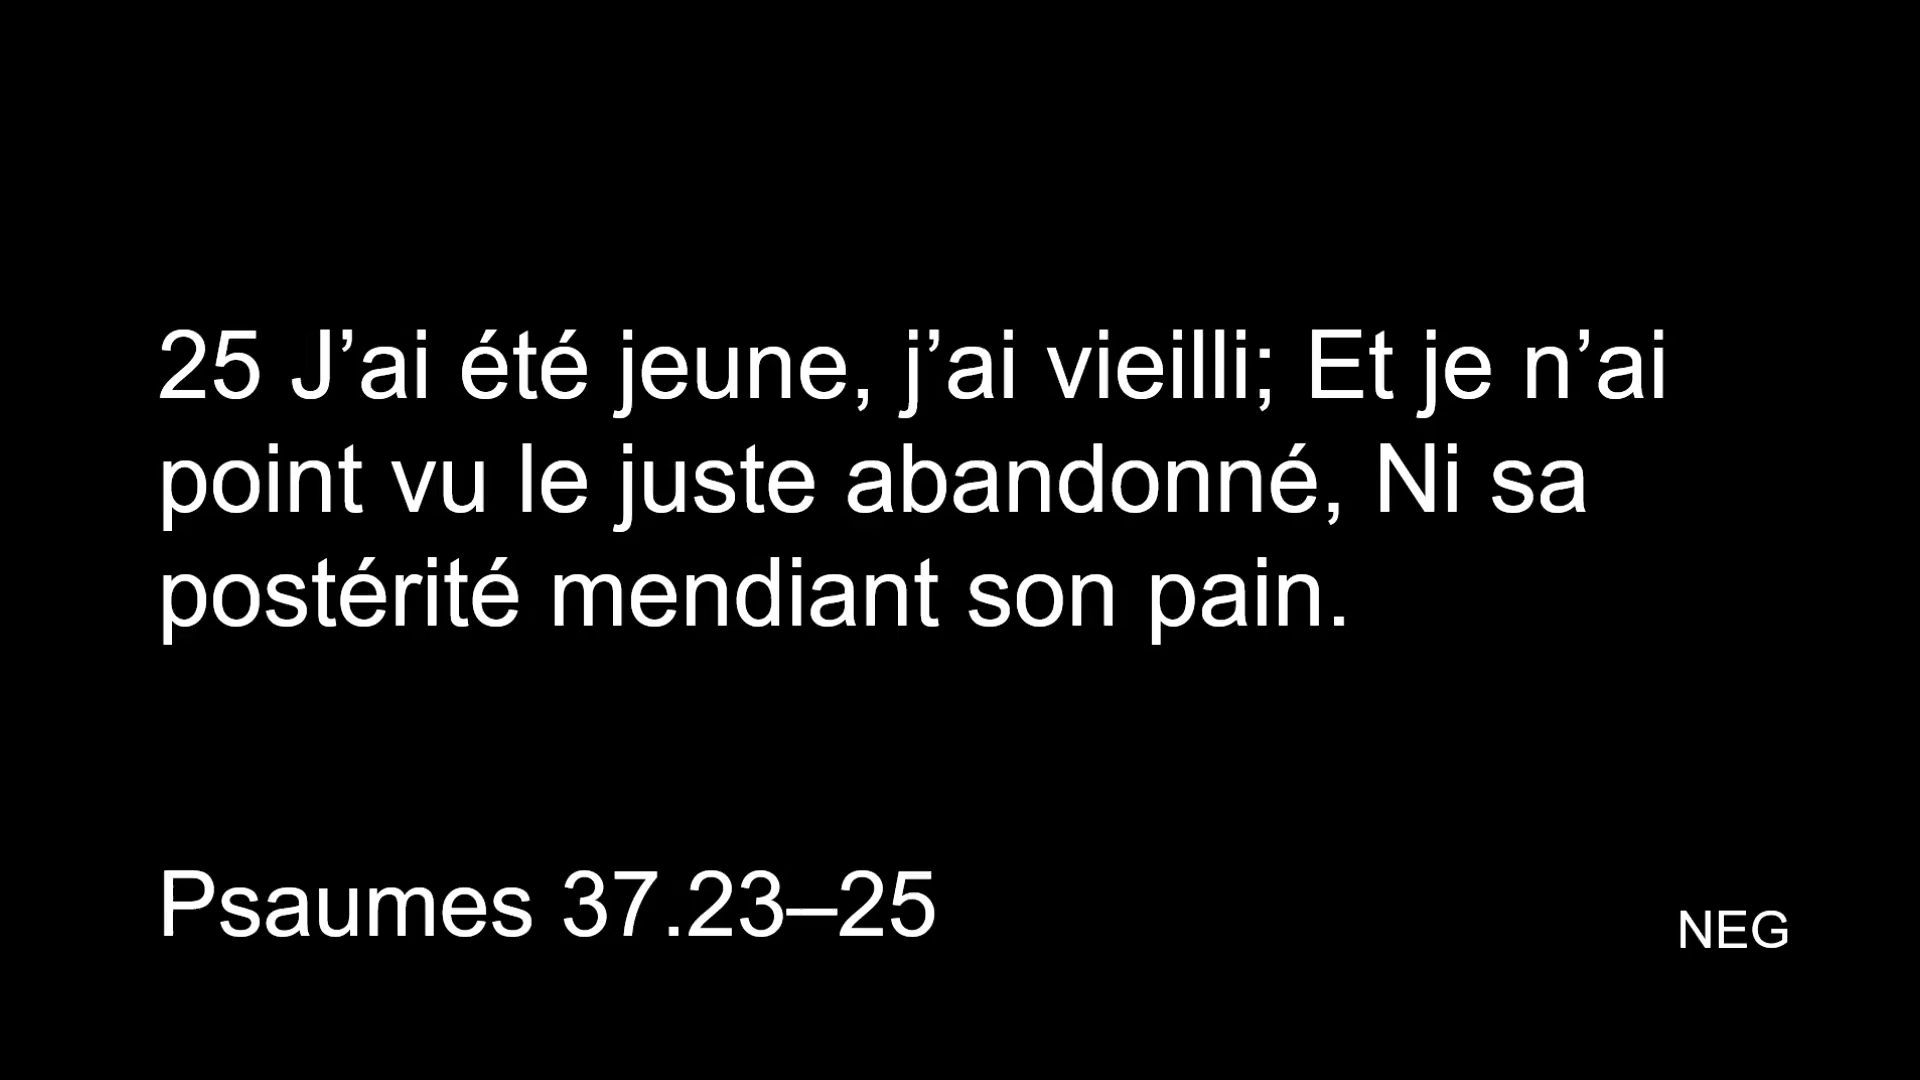 25 J’ai été jeune, j’ai vieilli; Et je n’ai
point vu le juste abandonné, Ni sa
postérité mendiant son pain.
Psaumes 37.23–25
NEG